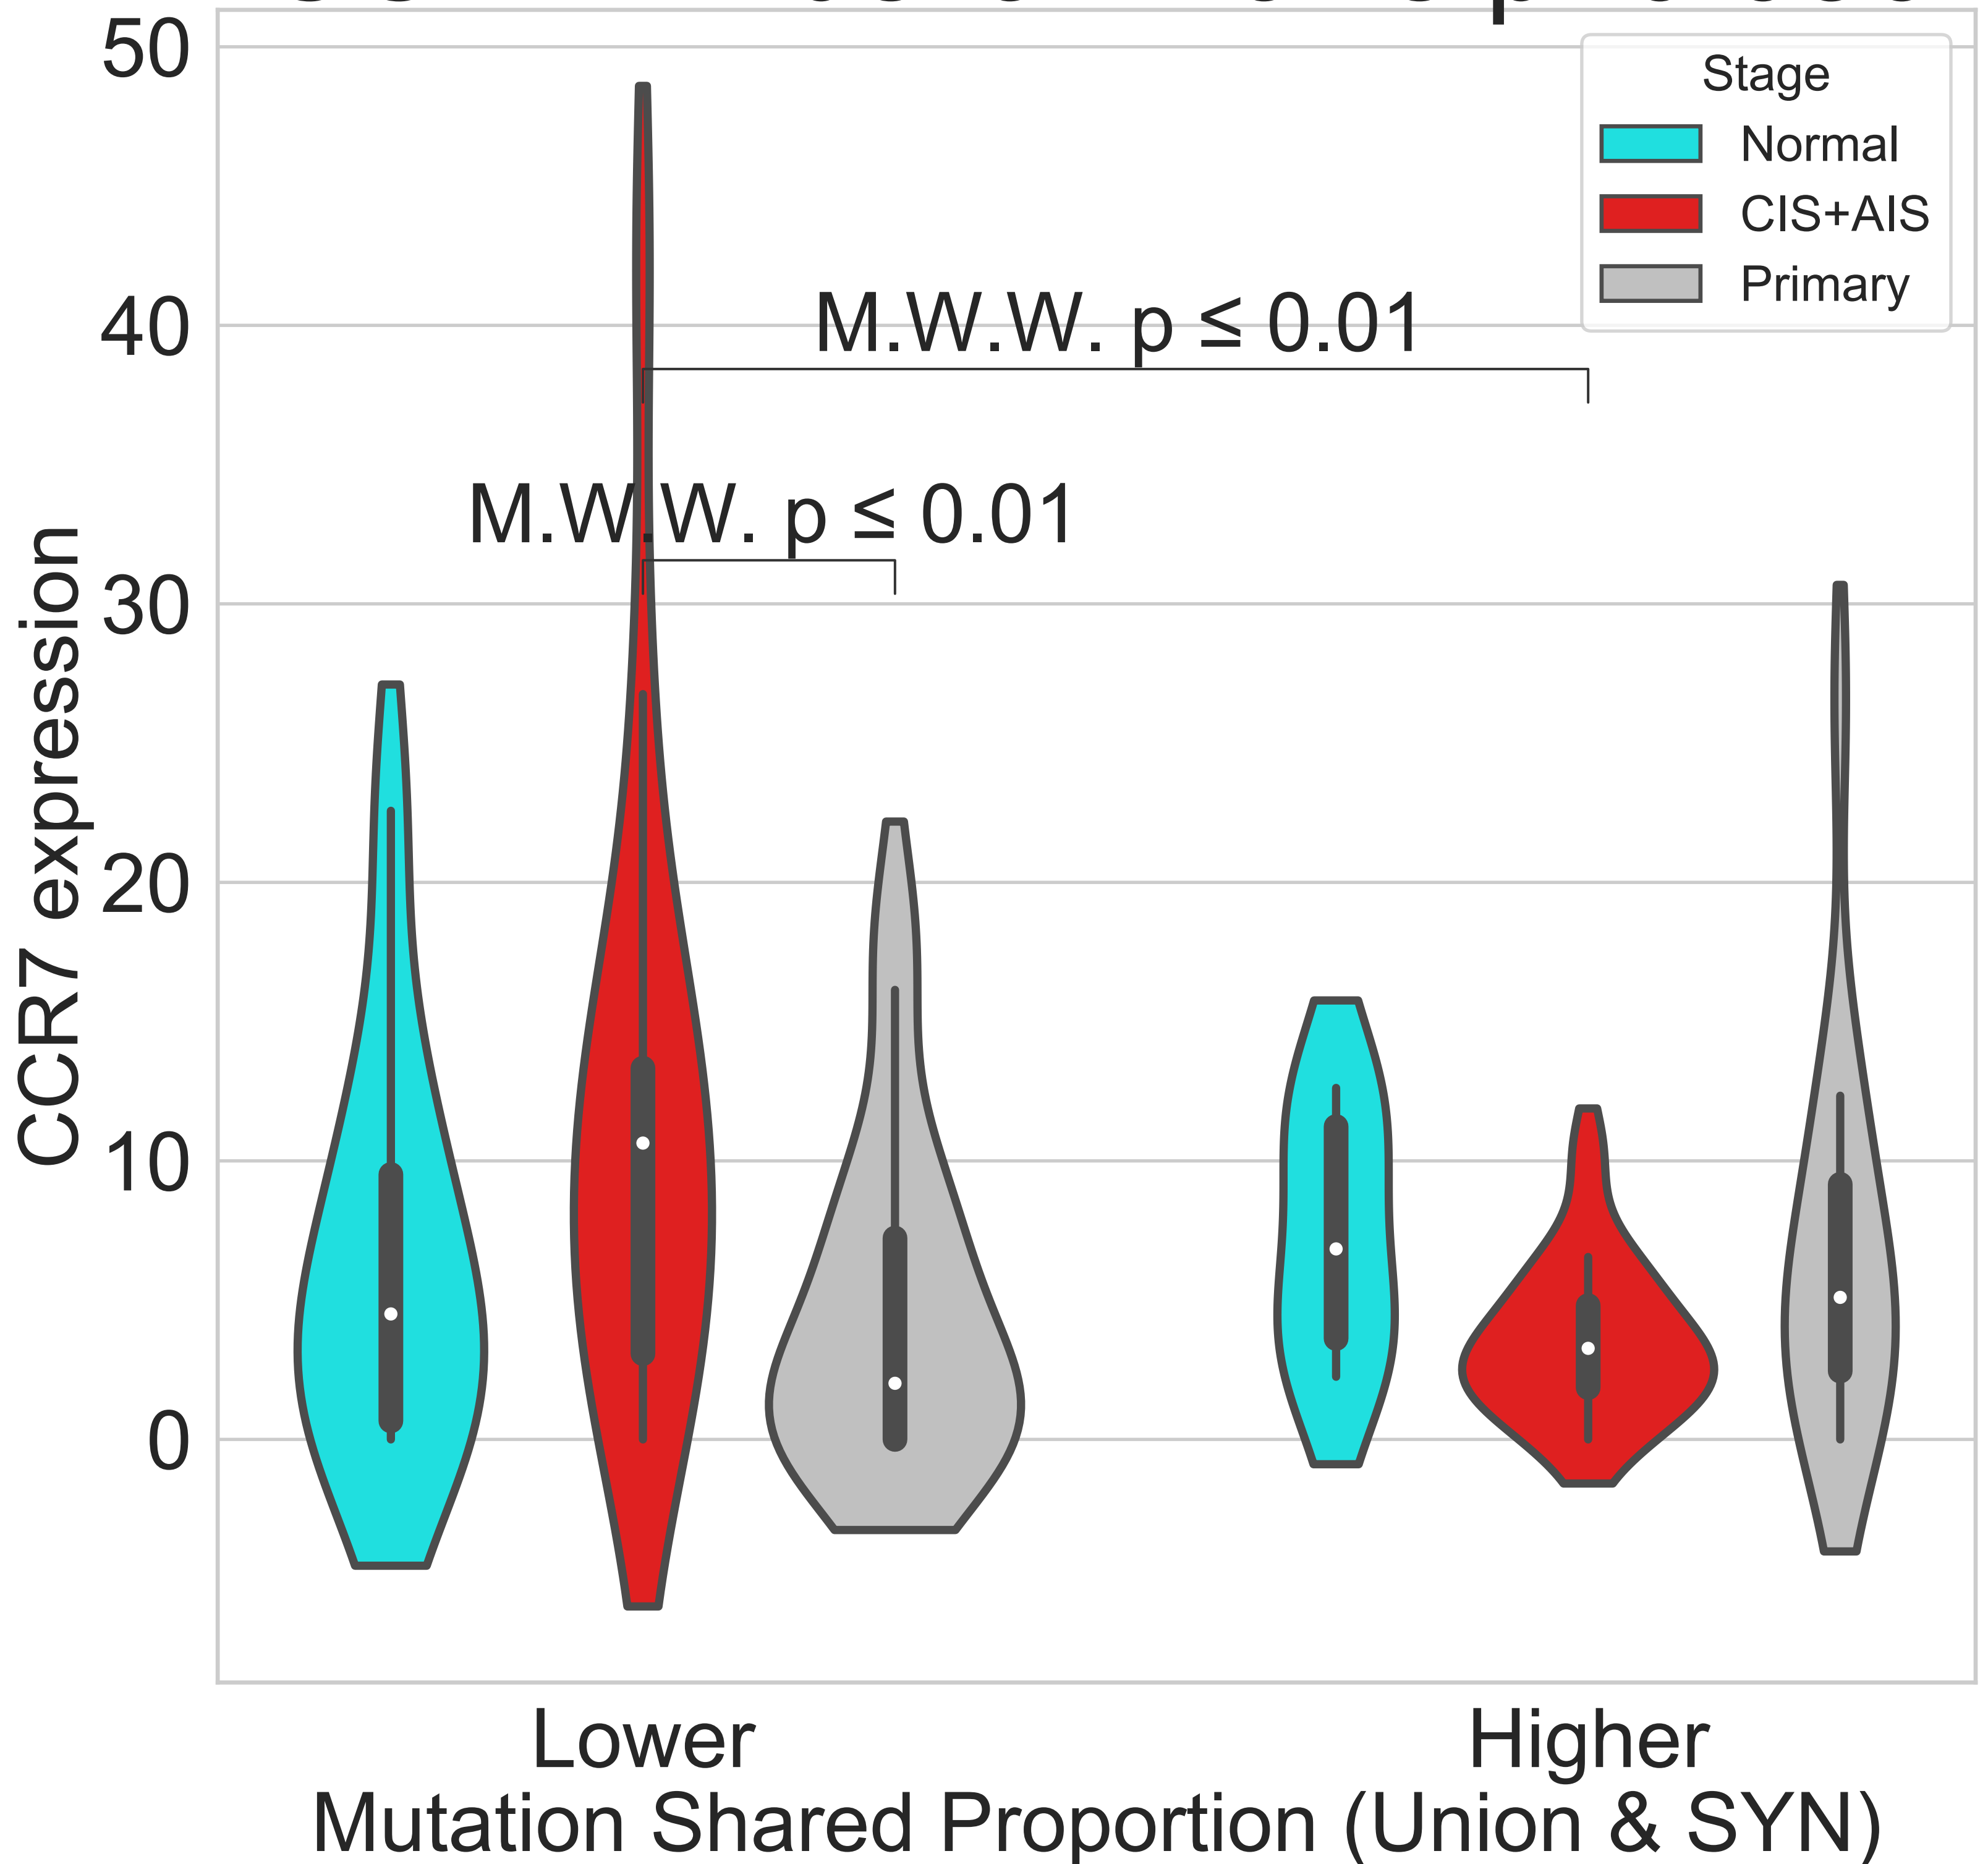 50
40
30
20
10
0
CCR7 expression
Stage
Normal
CIS+AIS
Primary
M.W.W. p ≤ 0.01
M.W.W. p ≤ 0.01
Lower
Higher
Mutation Shared Proportion (Union & SYN)